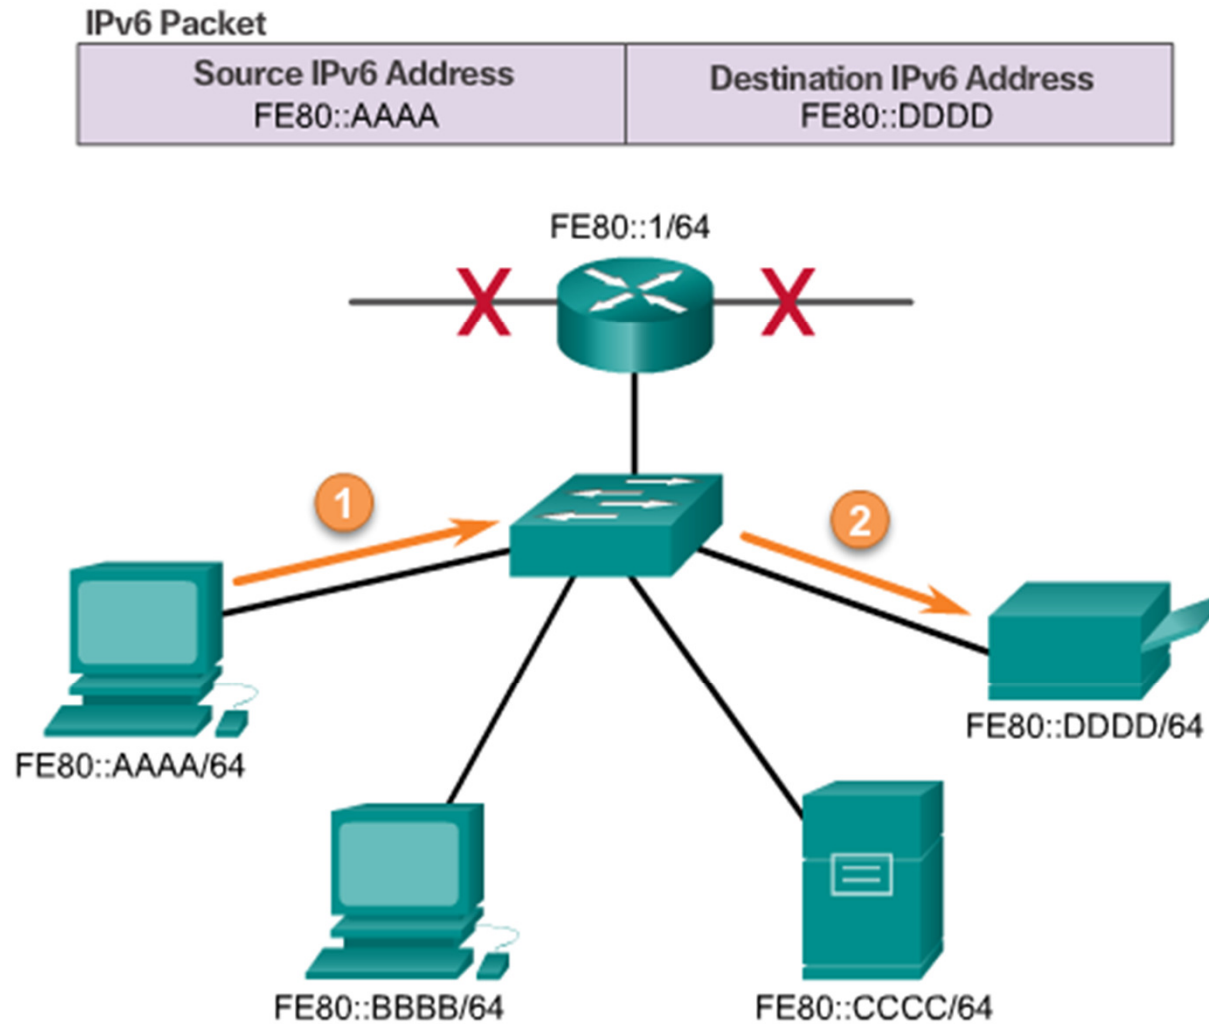 IPv6 Packet
Source IPv6 Address
FE80::AAAA
Destination IPv6 Address
FE80::DDDD
FE80::1/64
X X
1
2
FE80::AAAA/64
FE80::DDDD/64
FE80::BBBB/64
FE80::CCCC/64